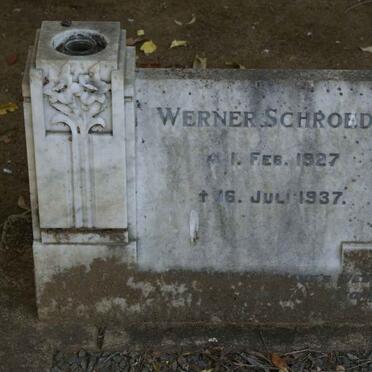 WERNER SCHROED
* 1. FEB. 1927
† 16. JULI 1937.